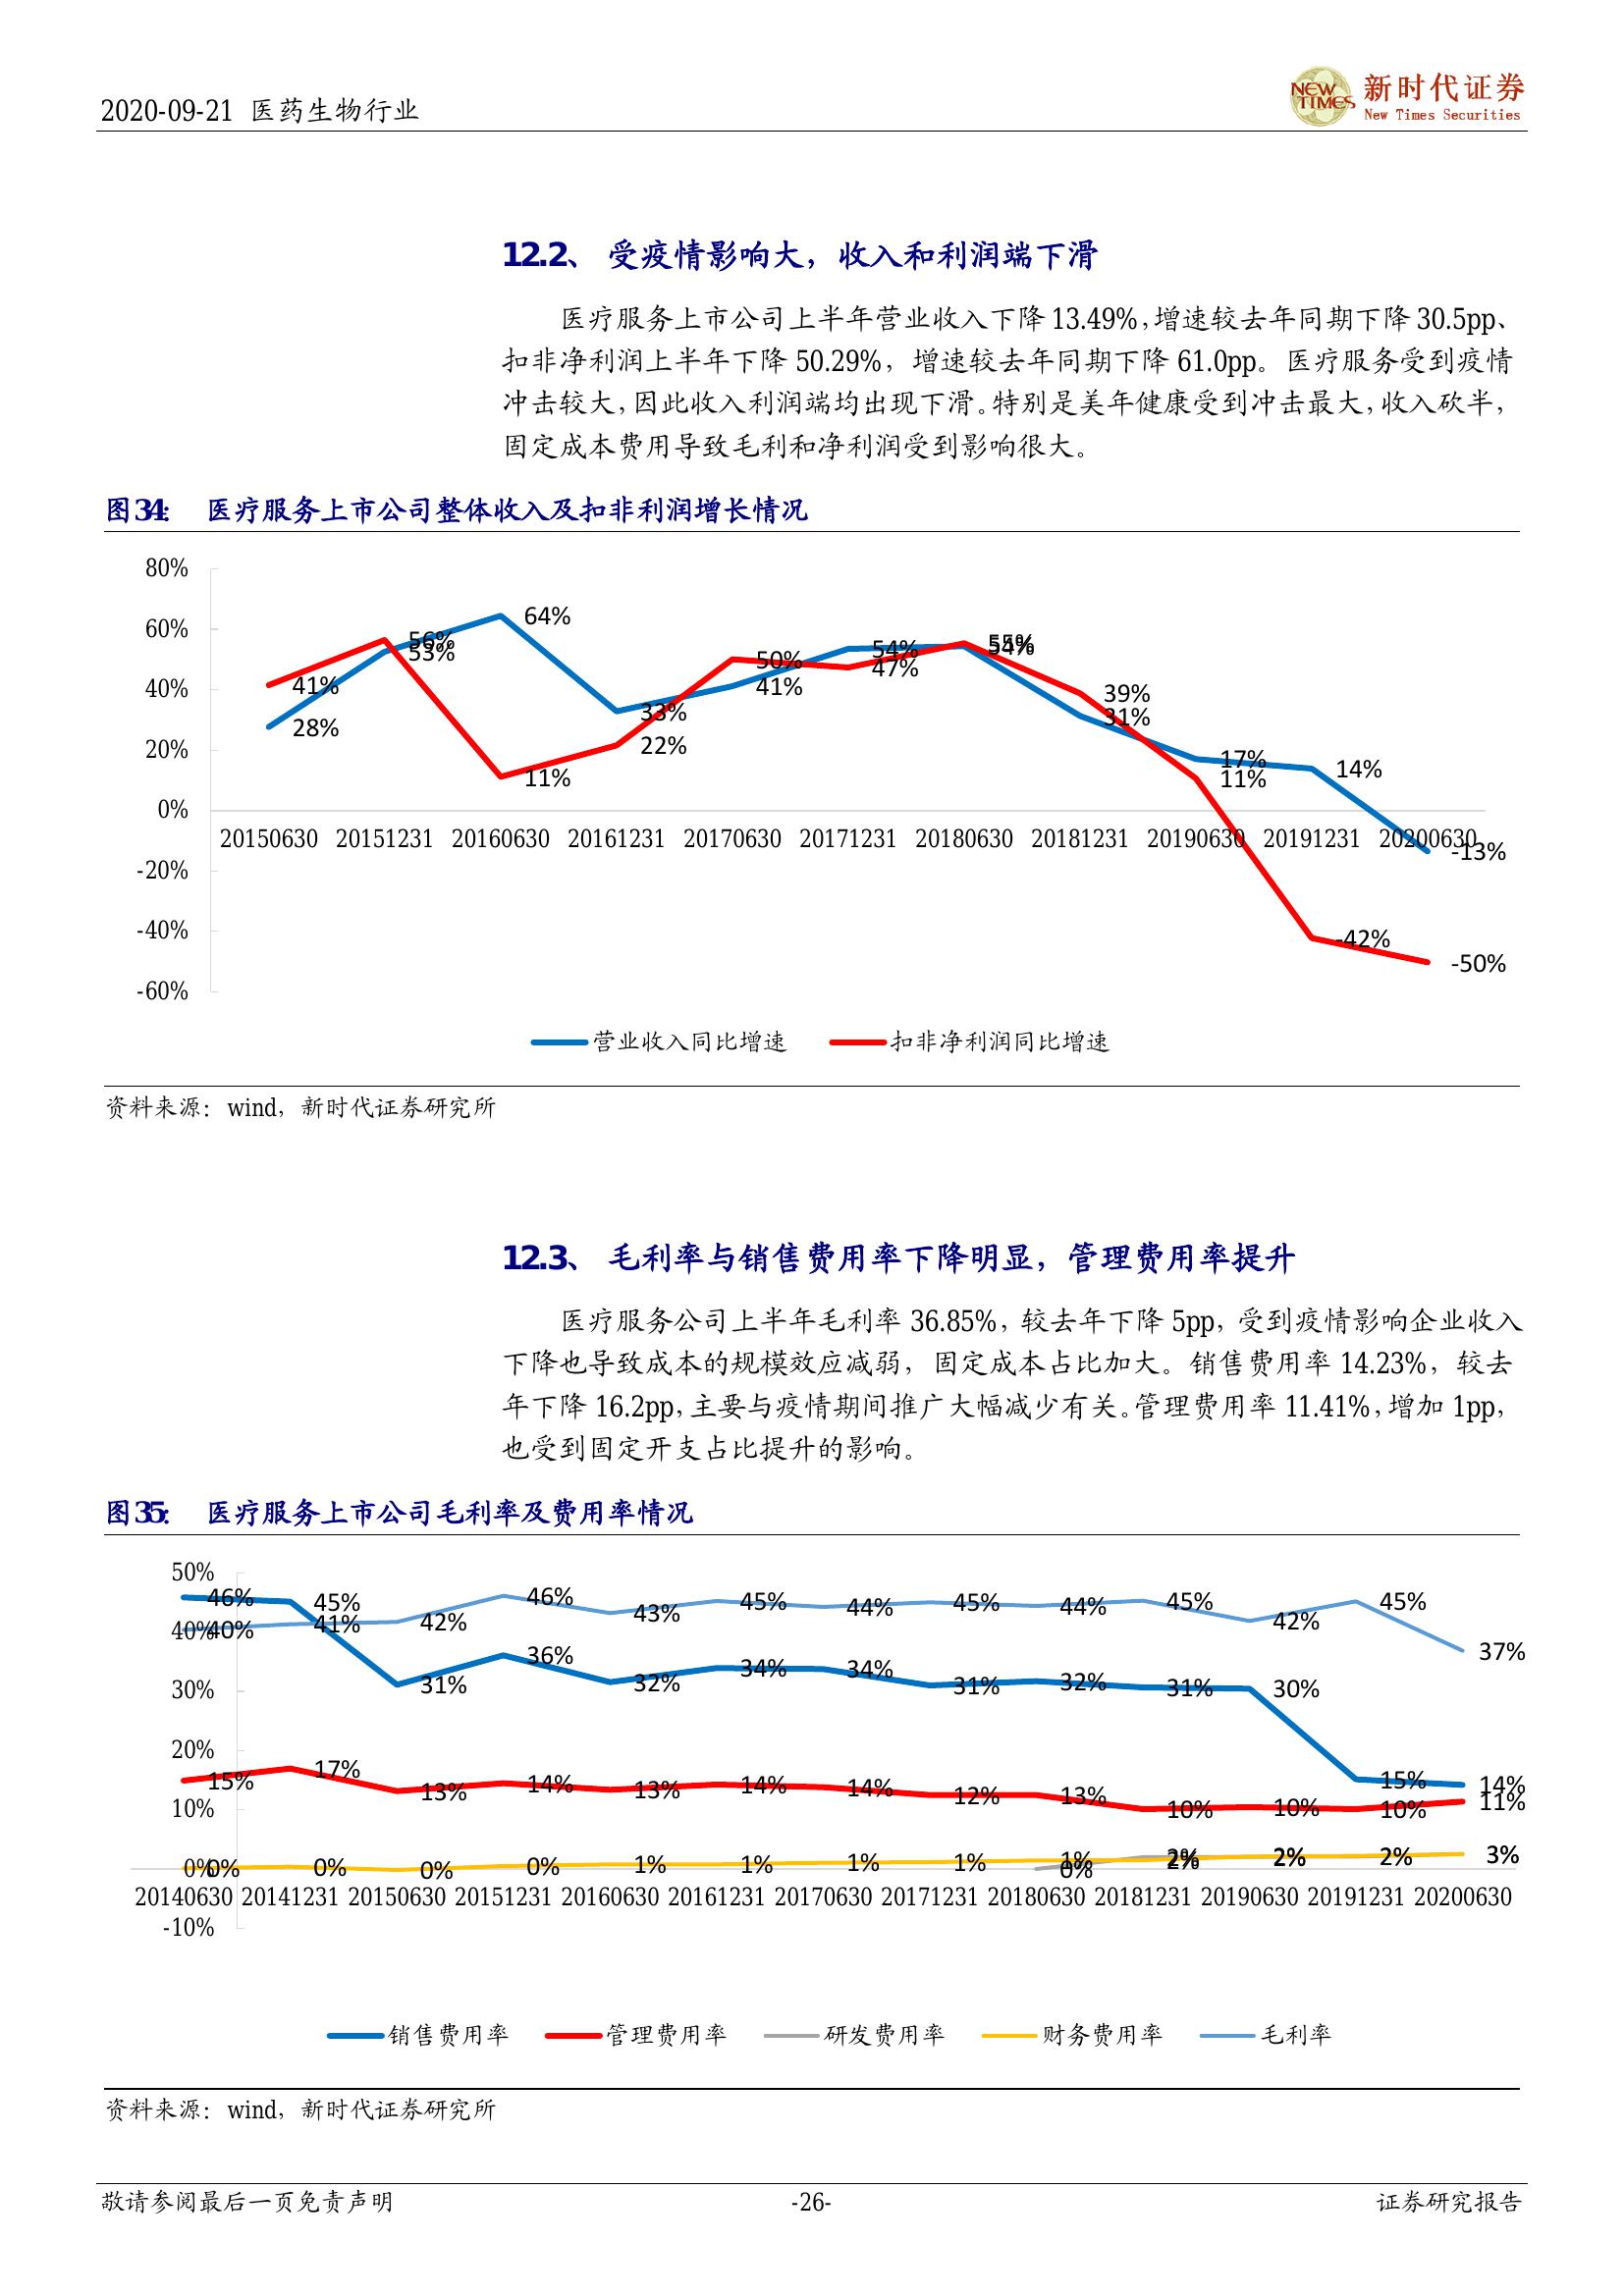 2020-09-21 医药生物行业
NEW TIMES
新时代证券
New Times Securities
12.2、 受疫情影响大，收入和利润端下滑
医疗服务上市公司上半年营业收入下降 13.49%，增速较去年同期下降 30.5pp、
扣非净利润上半年下降 50.29%，增速较去年同期下降 61.0pp。医疗服务受到疫情
冲击较大，因此收入利润端均出现下滑。特别是美年健康受到冲击最大，收入砍半，
固定成本费用导致毛利和净利润受到影响很大。
图34： 医疗服务上市公司整体收入及扣非利润增长情况
80%
60%
40%
20%
0%
-20%
-40%
-60%
28% 53% 64% 33% 41% 54% 54% 31% 17% 14% -13%
41% 56% 11% 22% 50% 47% 55% 39% 11% -42% -50%
20150630 20151231 20160630 20161231 20170630 20171231 20180630 20181231 20190630 20191231 20200630
营业收入同比增速 扣非净利润同比增速
资料来源：wind，新时代证券研究所
12.3、 毛利率与销售费用率下降明显，管理费用率提升
医疗服务公司上半年毛利率 36.85%，较去年下降 5pp，受到疫情影响企业收入
下降也导致成本的规模效应减弱，固定成本占比加大。销售费用率 14.23%，较去
年下降 16.2pp，主要与疫情期间推广大幅减少有关。管理费用率 11.41%，增加 1pp，
也受到固定开支占比提升的影响。
图35： 医疗服务上市公司毛利率及费用率情况
50%
40%
30%
20%
10%
0%
-10%
40% 41% 42% 46% 43% 45% 44% 45% 44% 45% 42% 45% 37%
46% 45% 31% 36% 32% 34% 34% 31% 32% 31% 30% 15% 14%
15% 17% 13% 14% 13% 14% 14% 12% 13% 10% 10% 10% 11%
0% 0% 0% 0% 1% 1% 1% 1% 1% 2% 2% 2% 3%
0% 2% 2% 2% 3%
20140630 20141231 20150630 20151231 20160630 20161231 20170630 20171231 20180630 20181231 20190630 20191231 20200630
销售费用率 管理费用率 研发费用率 财务费用率 毛利率
资料来源：wind，新时代证券研究所
敬请参阅最后一页免责声明 -26- 证券研究报告